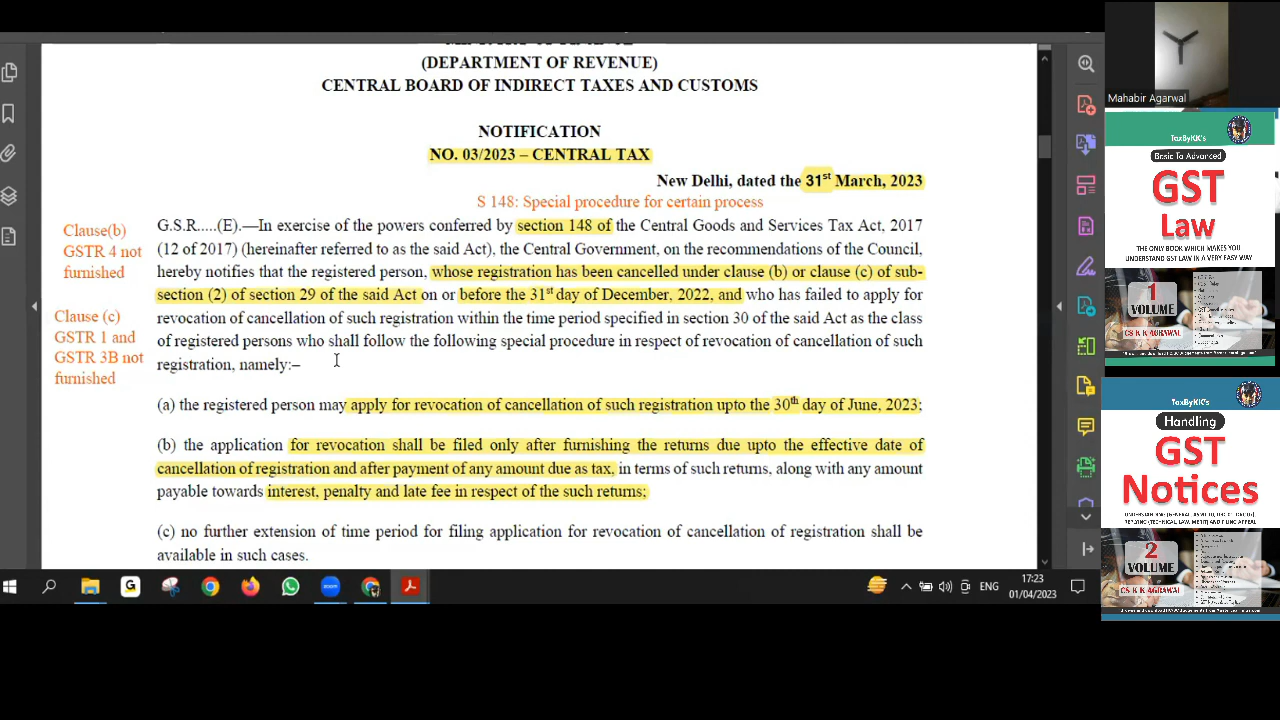 (DEPARTMENT OF REVENUE)
CENTRAL BOARD OF INDIRECT TAXES AND CUSTOMS
NOTIFICATION
NO. 03/2023 – CENTRAL TAX
New Delhi, dated the 31st March, 2023
S 148: Special procedure for certain process
Clause(b)
GSTR 4 not
furnished
Clause (c)
GSTR 1 and
GSTR 3B not
furnished
G.S.R.....(E).—In exercise of the powers conferred by section 148 of the Central Goods and Services Tax Act, 2017
(12 of 2017) (hereinafter referred to as the said Act), the Central Government, on the recommendations of the Council,
hereby notifies that the registered person, whose registration has been cancelled under clause (b) or clause (c) of sub-
section (2) of section 29 of the said Act on or before the 31st day of December, 2022, and who has failed to apply for
revocation of cancellation of such registration within the time period specified in section 30 of the said Act as the class
of registered persons who shall follow the following special procedure in respect of revocation of cancellation of such
registration, namely:–
(a) the registered person may apply for revocation of cancellation of such registration upto the 30th day of June, 2023;
(b) the application for revocation shall be filed only after furnishing the returns due upto the effective date of
cancellation of registration and after payment of any amount due as tax, in terms of such returns, along with any amount
payable towards interest, penalty and late fee in respect of the such returns;
(c) no further extension of time period for filing application for revocation of cancellation of registration shall be
available in such cases.
ENG
17:23
01/04/2023
Mahabir Agarwal
TaxByKK's
Basic To Advanced
GST
Law
THE ONLY BOOK WHICH MAKES YOU
UNDERSTAND GST LAW IN A VERY EASY WAY
1
VOLUME
CS K K AGRAWAL
TaxByKK's
Handling
GST
Notices
2
VOLUME
CS K K AGRAWAL